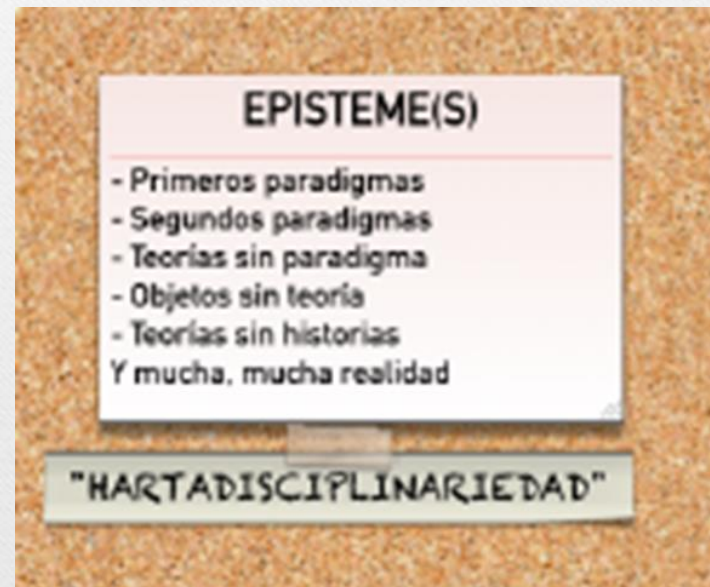 EPISTEME(S)
- Primeros paradigmas
- Segundos paradigmas
- Teorías sin paradigma
- Objetos sin teoría
- Teorías sin historias
Y mucha, mucha realidad
"HARTADISCIPLINARIEDAD"